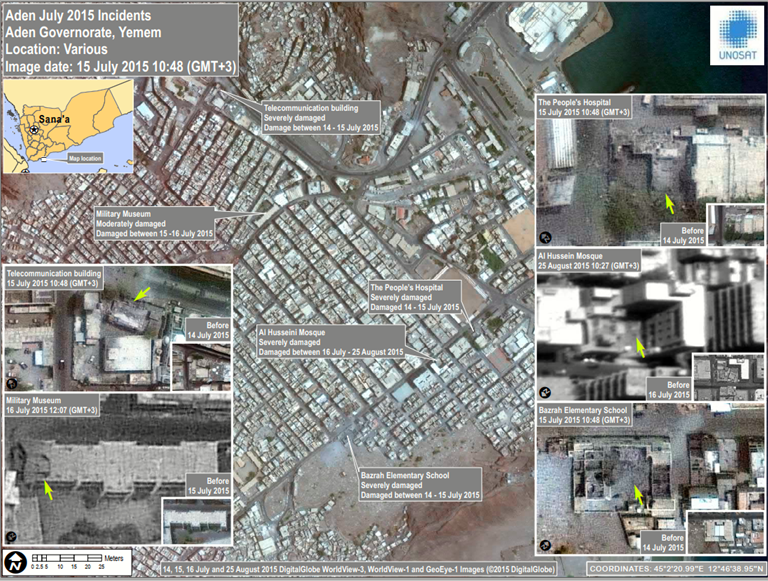 Aden July 2015 Incidents
Aden Governorate, Yemem
Location: Various
Image date: 15 July 2015 10:48 (GMT+3)
UNOSAT
Sana'a
Map location
Telecommunication building
Severely damaged
Damage between 14 - 15 July 2015
The People's Hospital
15 July 2015 10:48 (GMT+3)
Before
14 July 2015
Military Museum
Moderately damaged
Damaged between 15 -16 July 2015
Al Hussein Mosque
25 August 2015 10:27 (GMT+3)
Before
16 July 2015
Telecommunication building
15 July 2015 10:48 (GMT+3)
Before
14 July 2015
The People's Hospital
Severely damaged
Damaged 14 - 15 July 2015
Al Husseini Mosque
Severely damaged
Damaged between 16 July - 25 August 2015
Military Museum
16 July 2015 12:07 (GMT+3)
Before
15 July 2015
Bazrah Elementary School
15 July 2015 10:48 (GMT+3)
Before
14 July 2015
Bazrah Elementary School
Severely damaged
Damaged between 14 - 15 July 2015
Meters
0 2.5 5 10 15 20 25
14, 15, 16 July and 25 August 2015 DigitalGlobe WorldView-3, WorldView-1 and GeoEye-1 Images (©2015 DigitalGlobe)
COORDINATES: 45°2'20.99"E 12°46'38.95"N